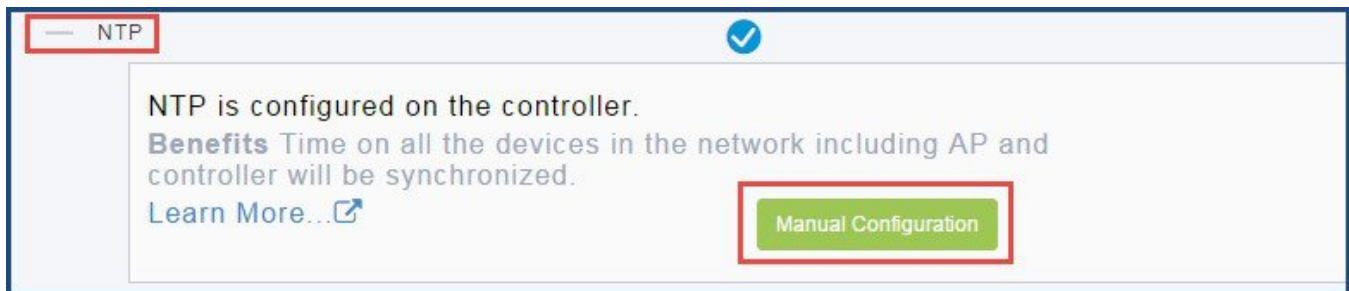 NTP
NTP is configured on the controller.
Benefits Time on all the devices in the network including AP and
controller will be synchronized.
Learn More...
Manual Configuration